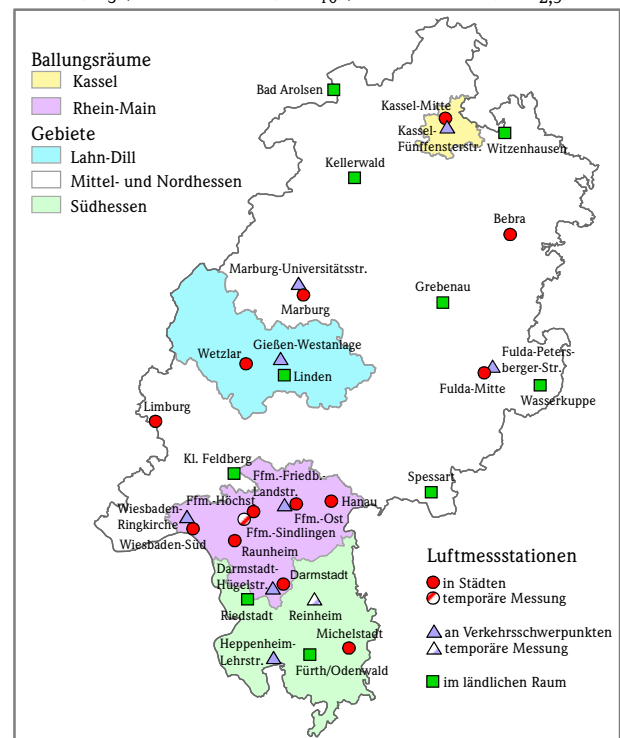 Ballungsräume
Kassel
Rhein-Main
Gebiete
Lahn-Dill
Mittel- und Nordhessen
Südhessen
Bad Arolsen
Kassel-Mitte
Kassel-
Fünffensterstr.
Witzenhausen
Kellerwald
Bebra
Marburg-Universitätsstr.
Marburg
Grebenau
Gießen-Westanlage
Wetzlar
Linden
Fulda-Peters-
berger-Str.
Fulda-Mitte
Wasserkuppe
Limburg
Kl. Feldberg
Spessart
Ffm.-Friedb.-
Landstr.
Ffm.-Höchst
Hanau
Wiesbaden-
Ringkirche
Ffm.-Ost
Ffm.-Sindlingen
Wiesbaden-Süd
Raunheim
Darmstadt-
Hügelstr.
Darmstadt
Riedstadt
Reinheim
Michelstadt
Heppenheim-
Lehrstr.
Fürth/Odenwald
Luftmessstationen
in Städten
temporäre Messung
an Verkehrsschwerpunkten
temporäre Messung
im ländlichen Raum